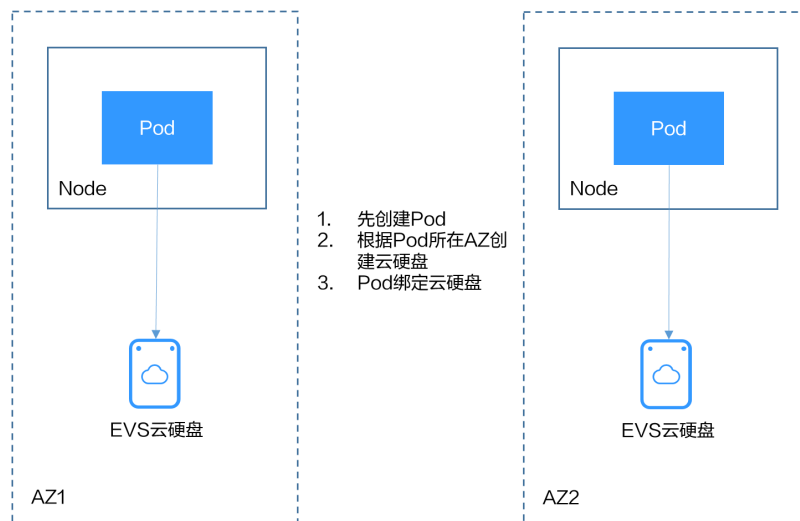 Pod
Node
EVS云硬盘
AZ1
1. 先创建Pod
2. 根据Pod所在AZ创
建云硬盘
3. Pod绑定云硬盘
Pod
Node
EVS云硬盘
AZ2